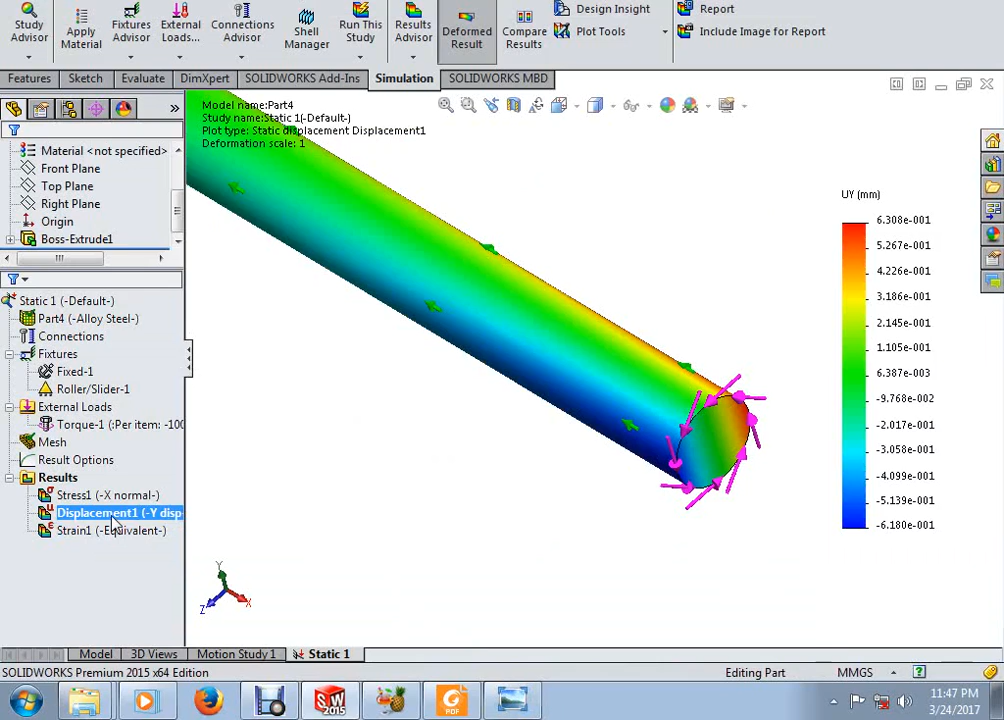 Study
Advisor
Apply
Material
Fixtures
Advisor
External
Loads...
Connections
Advisor
Shell
Manager
Run This
Study
Results
Advisor
Deformed
Result
Compare
Results
Design Insight
Plot Tools
Report
Include Image for Report
Features
Sketch
Evaluate
DimXpert
SOLIDWORKS Add-Ins
Simulation
SOLIDWORKS MBD
Model name:Part4
Study name:Static 1(-Default-)
Plot type: Static displacement Displacement1
Deformation scale: 1
Material <not specified>
Front Plane
Top Plane
Right Plane
Origin
Boss-Extrude1
Static 1 (-Default-)
Part4 (-Alloy Steel-)
Connections
Fixtures
Fixed-1
Roller/Slider-1
External Loads
Torque-1 (:Per item: -100
Mesh
Result Options
Results
Stress1 (-X normal-)
Displacement1 (-Y disp
Strain1 (-Equivalent-)
UY (mm)
6.308e-001
5.267e-001
4.226e-001
3.186e-001
2.145e-001
1.105e-001
6.387e-003
-9.768e-002
-2.017e-001
-3.058e-001
-4.099e-001
-5.139e-001
-6.180e-001
Y
Z
X
Model
3D Views
Motion Study 1
Static 1
SOLIDWORKS Premium 2015 x64 Edition
Editing Part
MMGS
SW
2015
PDF
11:47 PM
3/24/2017